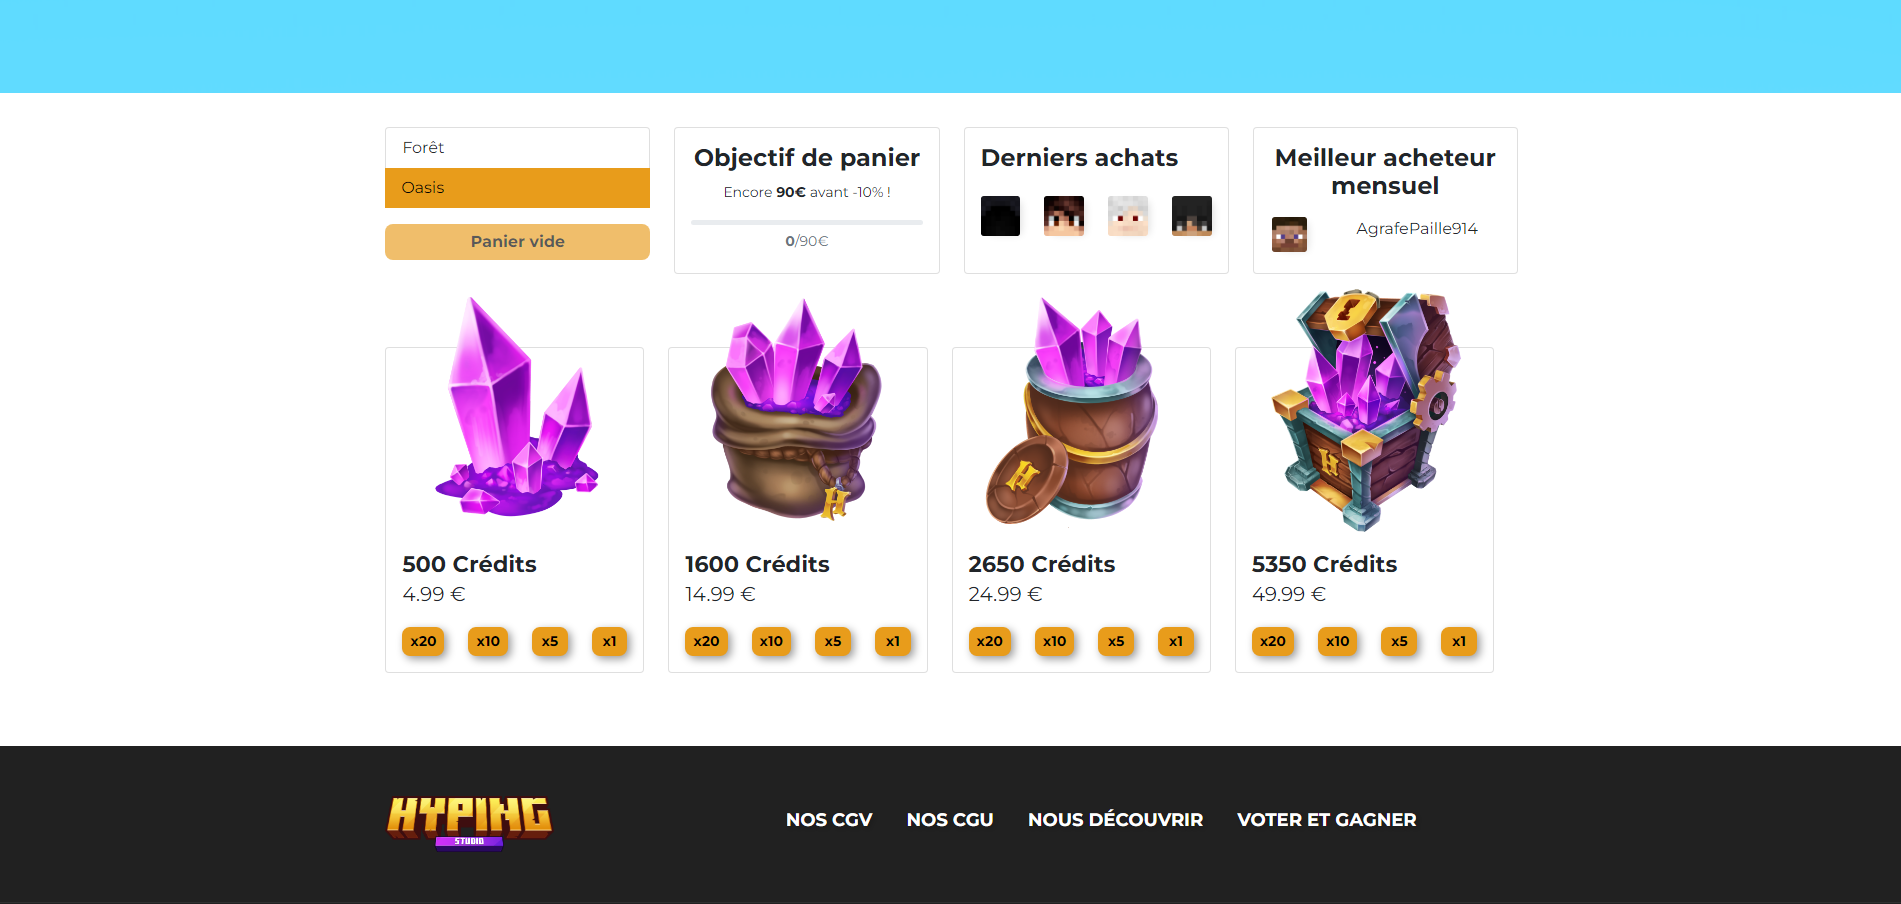 Forêt
Oasis
Panier vide
Objectif de panier
Encore 90€ avant -10% !
0/90€
Derniers achats
Meilleur acheteur
mensuel
AgrafePaille914
H
H
H
500 Crédits
4.99 €
x20 x10 x5 x1
1600 Crédits
14.99 €
x20 x10 x5 x1
2650 Crédits
24.99 €
x20 x10 x5 x1
5350 Crédits
49.99 €
x20 x10 x5 x1
HYPING
STUDIO
NOS CGV NOS CGU NOUS DÉCOUVRIR VOTER ET GAGNER